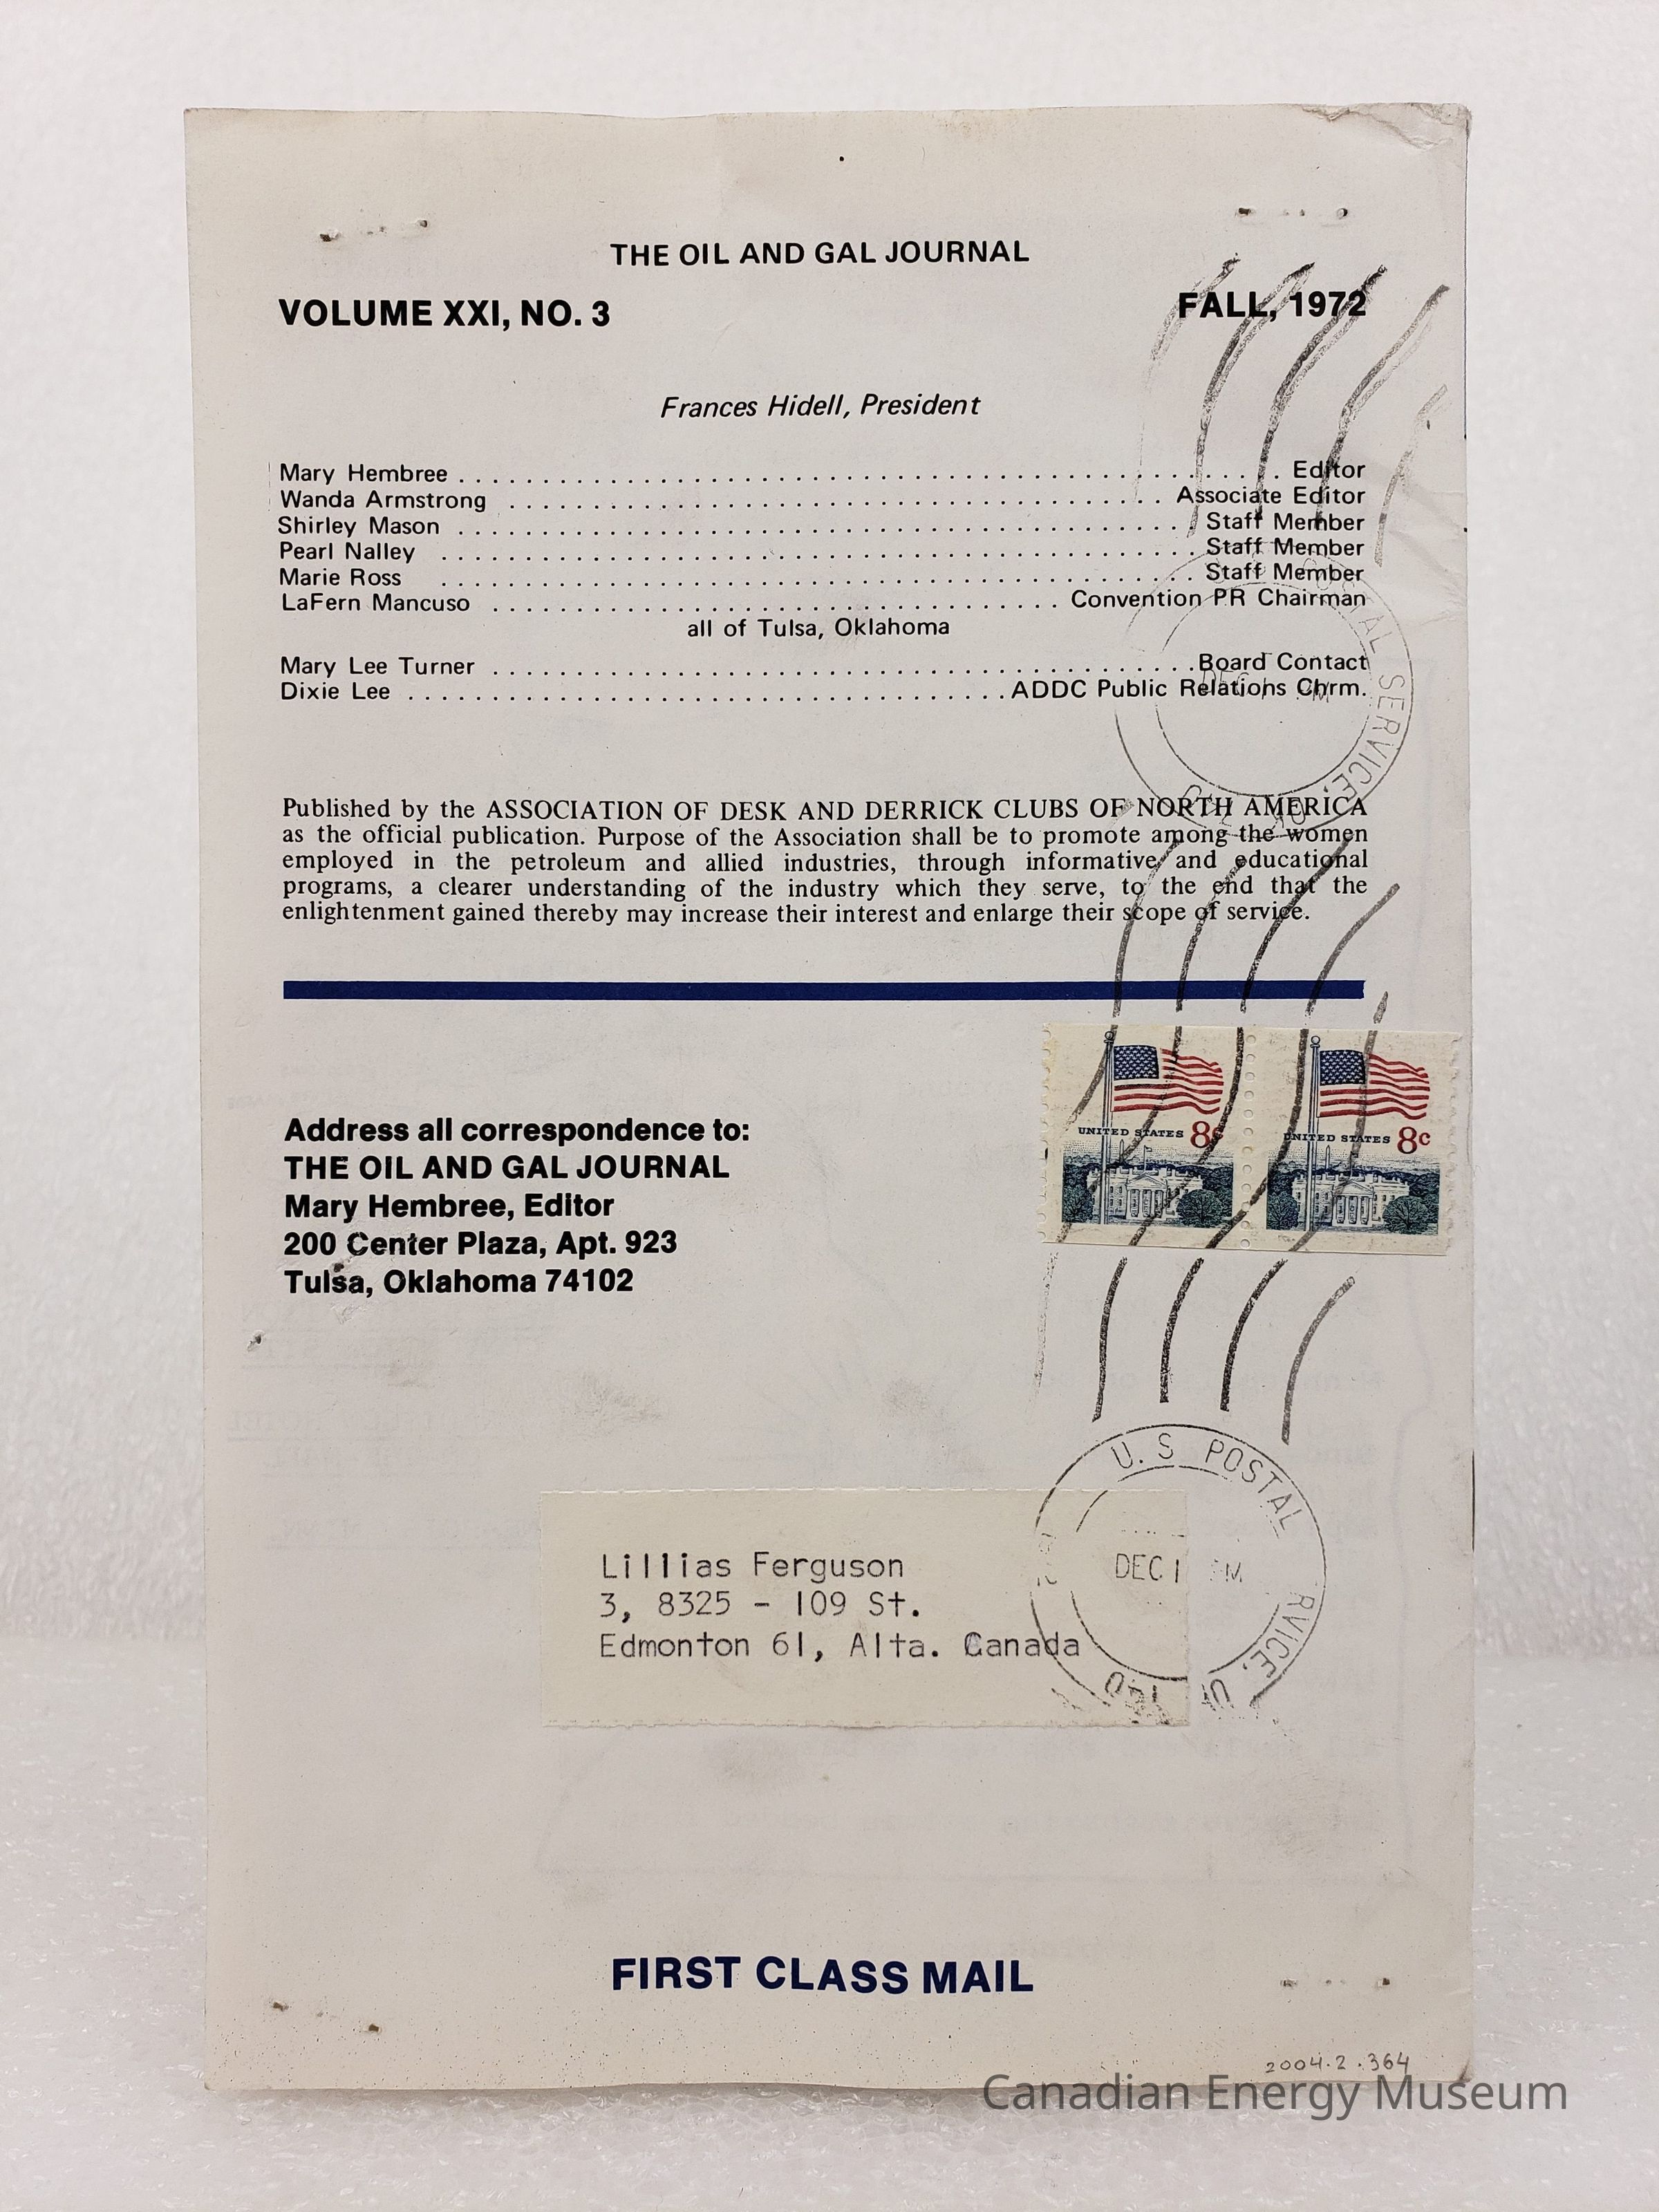 THE OIL AND GAL JOURNAL
VOLUME XXI, NO. 3 FALL, 1972
Frances Hidell, President
Mary Hembree . . . . . . . . . . Editor
Wanda Armstrong . . . . . . . . . . Associate Editor
Shirley Mason . . . . . . . . . . Staff Member
Pearl Nalley . . . . . . . . . . Staff Member
Marie Ross . . . . . . . . . . Staff Member
LaFern Mancuso . . . . . . . . . . Convention PR Chairman
all of Tulsa, Oklahoma
Mary Lee Turner . . . . . . . . . . Board Contact
Dixie Lee . . . . . . . . . . ADDC Public Relations Chrm.
POSTAL SERVICE,
DEC 1 PM
Published by the ASSOCIATION OF DESK AND DERRICK CLUBS OF NORTH AMERICA
as the official publication. Purpose of the Association shall be to promote among the women
employed in the petroleum and allied industries, through informative and educational
programs, a clearer understanding of the industry which they serve, to the end that the
enlightenment gained thereby may increase their interest and enlarge their scope of service.
UNITED STATES 8c
UNITED STATES 8c
Address all correspondence to:
THE OIL AND GAL JOURNAL
Mary Hembree, Editor
200 Center Plaza, Apt. 923
Tulsa, Oklahoma 74102
U.S POSTAL
DEC 1 PM
Lillias Ferguson
3, 8325 - 109 St.
Edmonton 61, Alta. Canada
FIRST CLASS MAIL
2004.2.364
Canadian Energy Museum